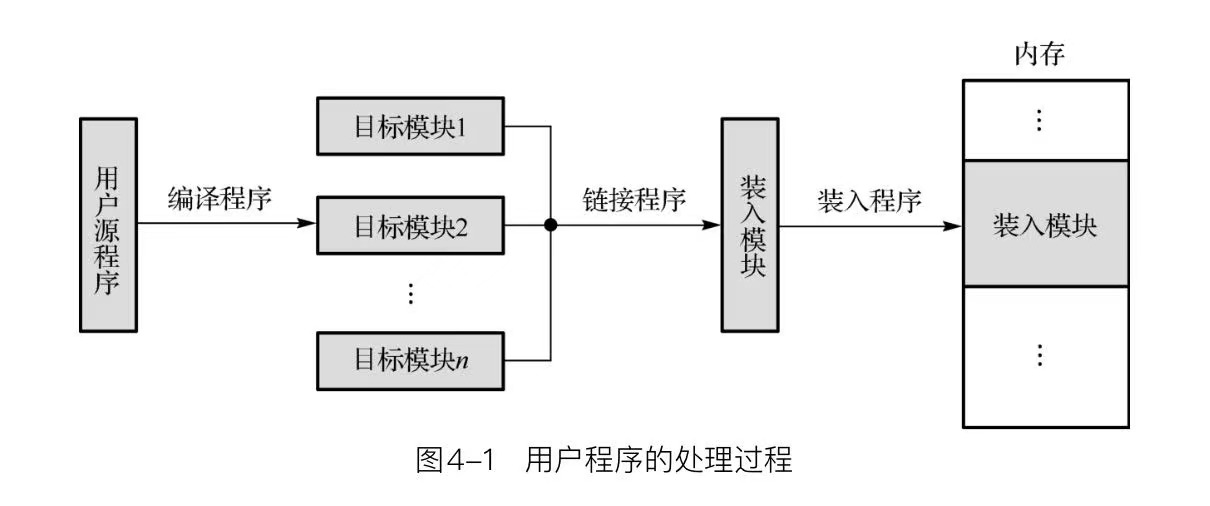 内存
用户源程序
编译程序
目标模块1
目标模块2
⋮
目标模块n
链接程序
装入模块
装入程序
⋮
装入模块
⋮
图4–1 用户程序的处理过程